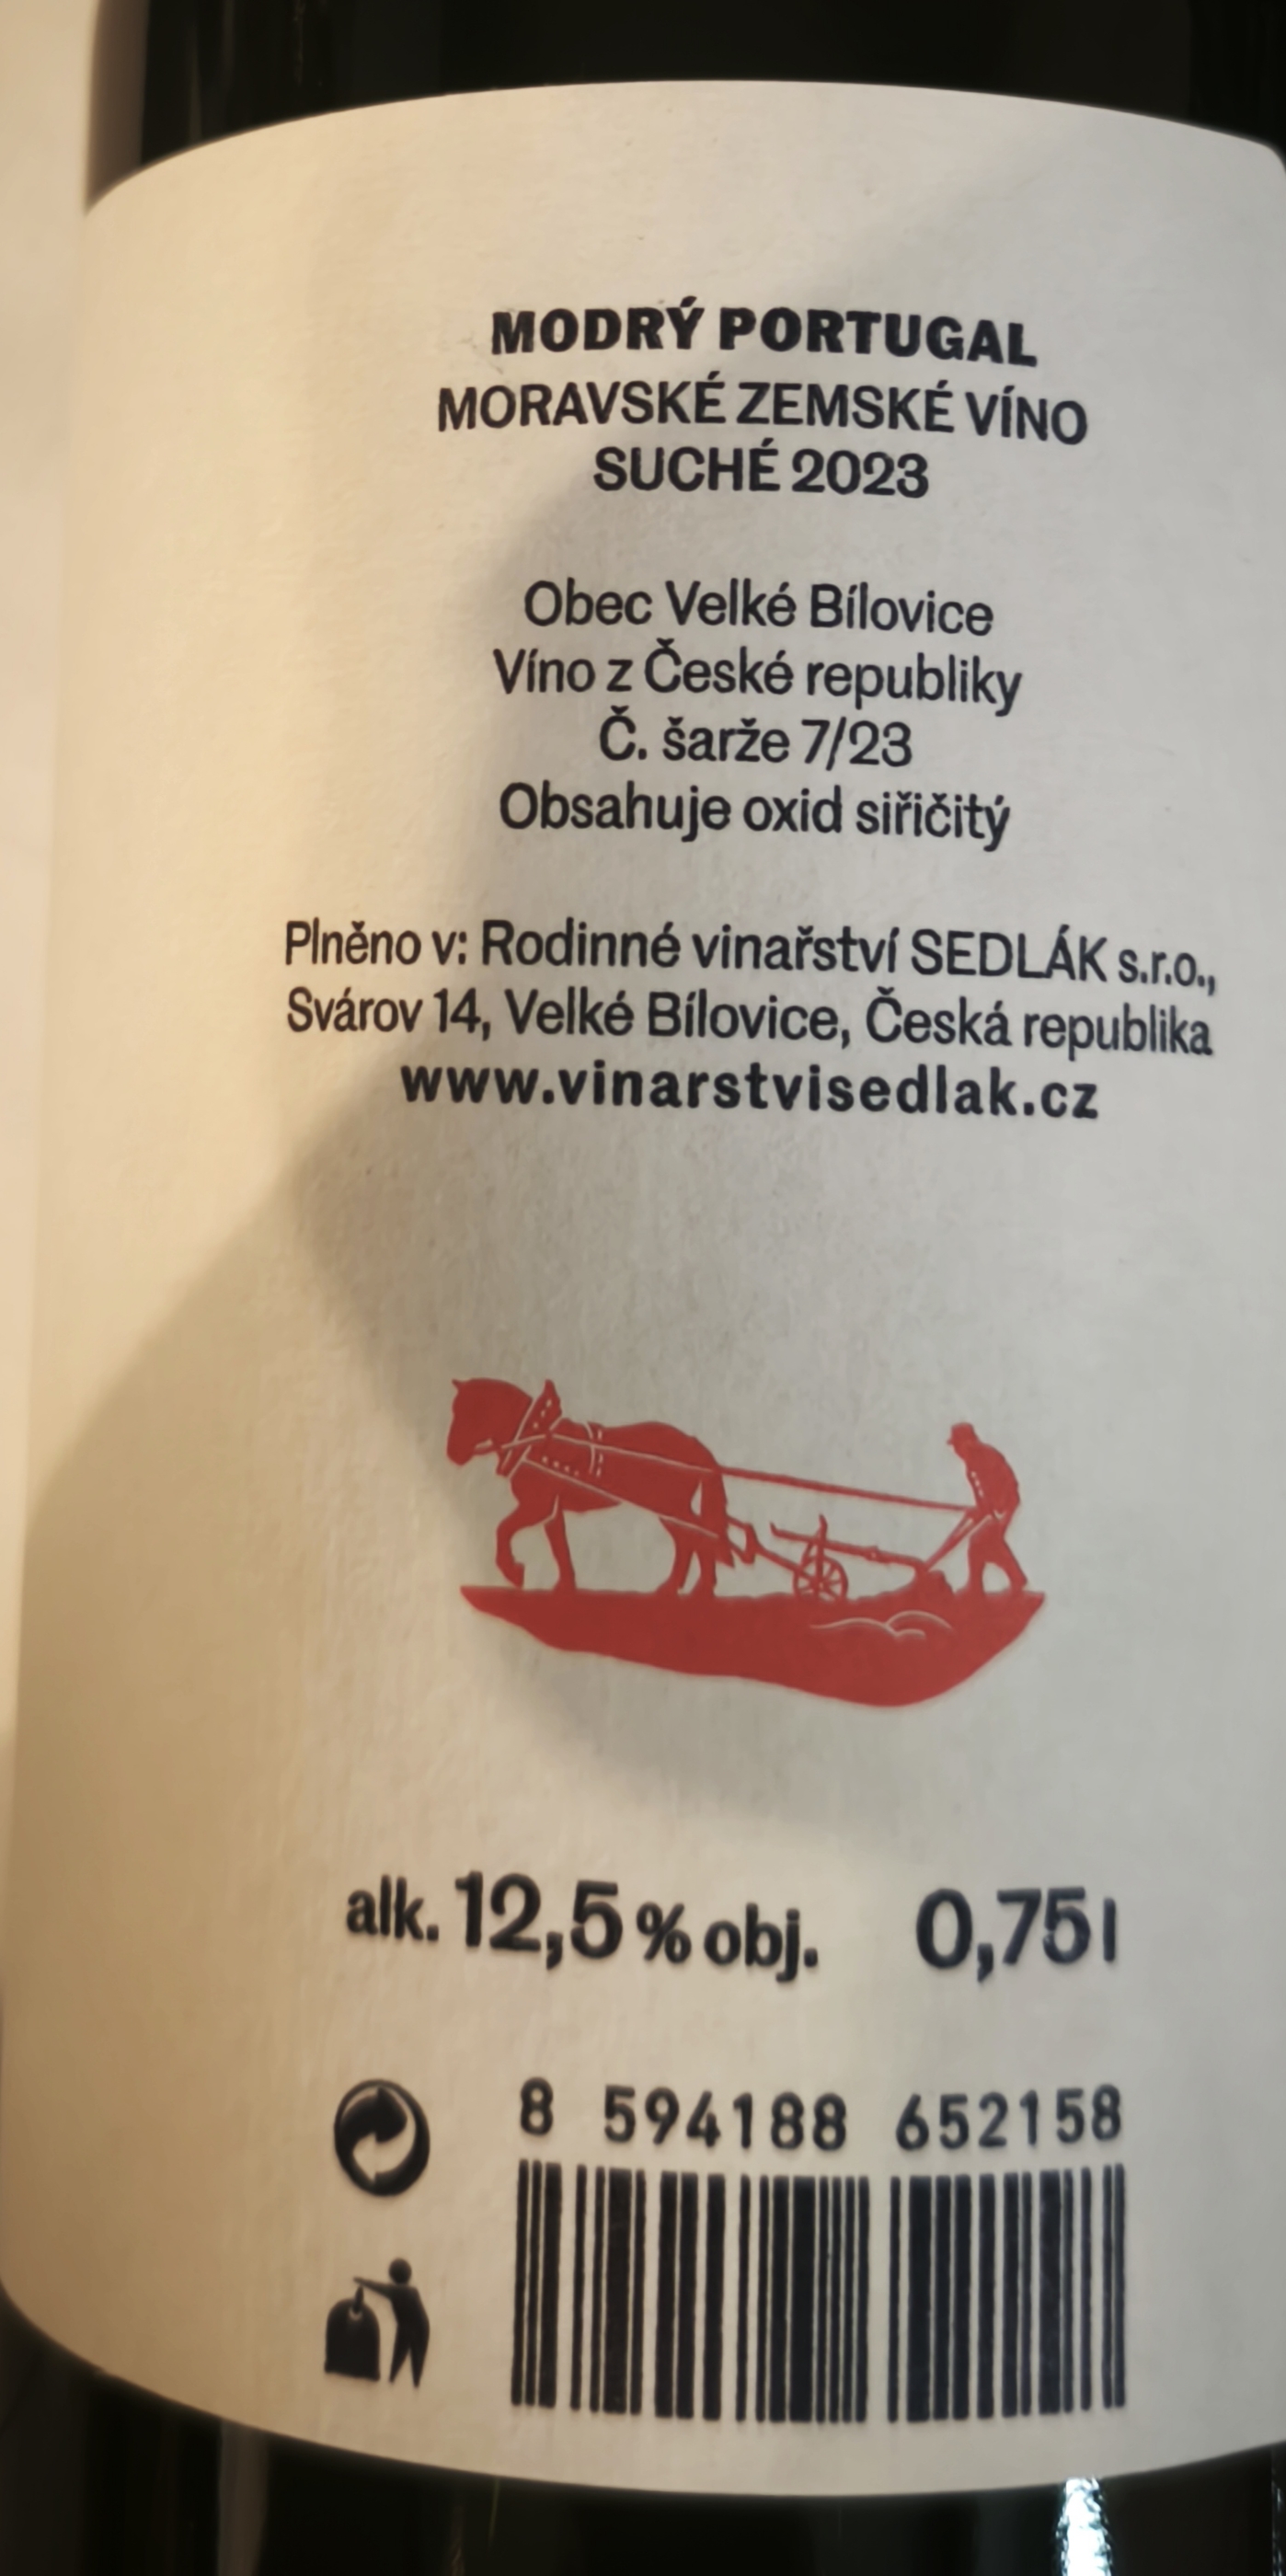 MODRÝ PORTUGAL
MORAVSKÉ ZEMSKÉ VÍNO
SUCHÉ 2023
Obec Velké Bílovice
Víno z České republiky
Č. šarže 7/23
Obsahuje oxid siřičitý
Plněno v: Rodinné vinařství SEDLÁK s.r.o.,
Svárov 14, Velké Bílovice, Česká republika
www.vinarstvisedlak.cz
alk. 12,5 % obj. 0,75 l
8 594188 652158